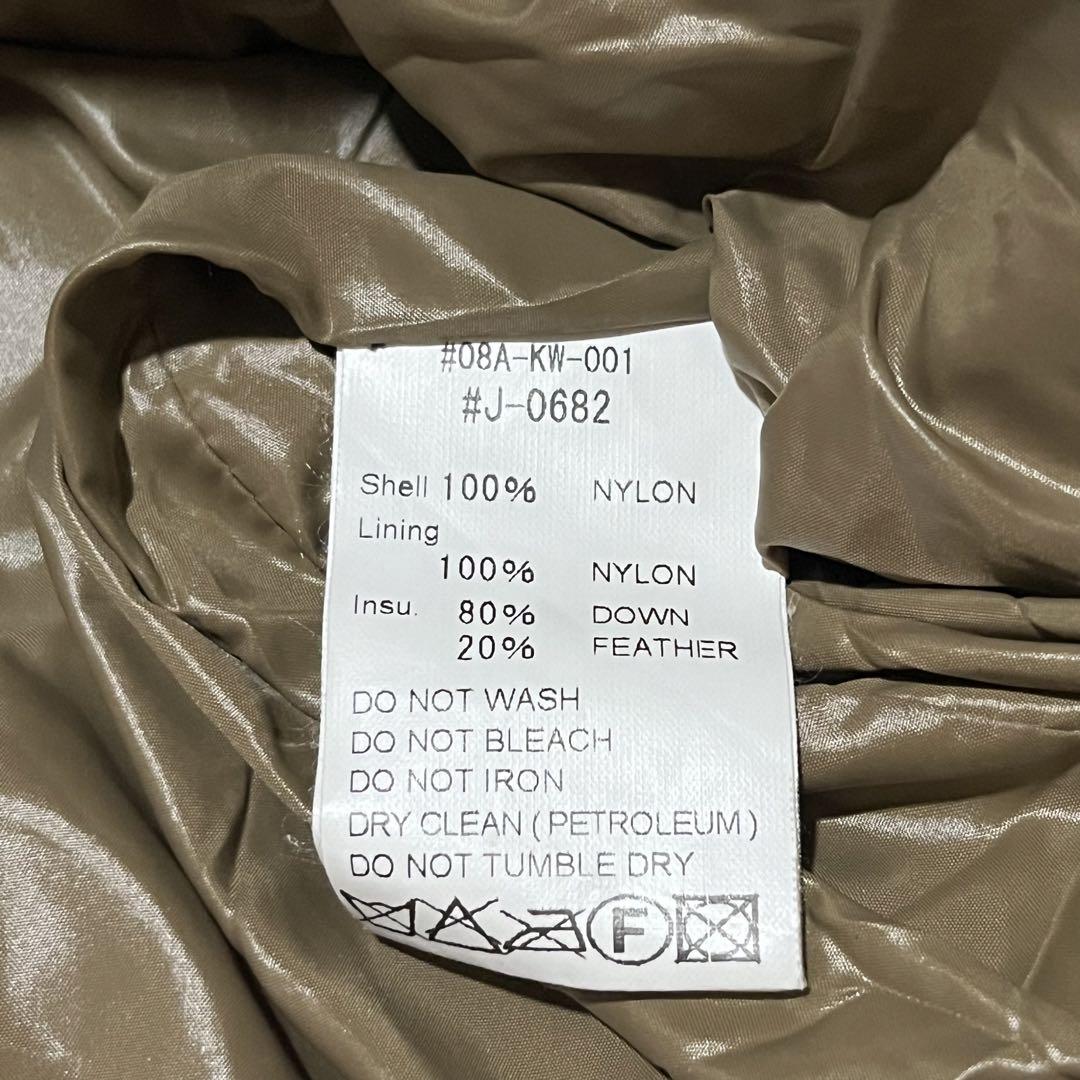 #08A-KW-001
#J-0682
Shell 100% NYLON
Lining
100% NYLON
Insu. 80% DOWN
20% FEATHER
DO NOT WASH
DO NOT BLEACH
DO NOT IRON
DRY CLEAN (PETROLEUM)
DO NOT TUMBLE DRY
F